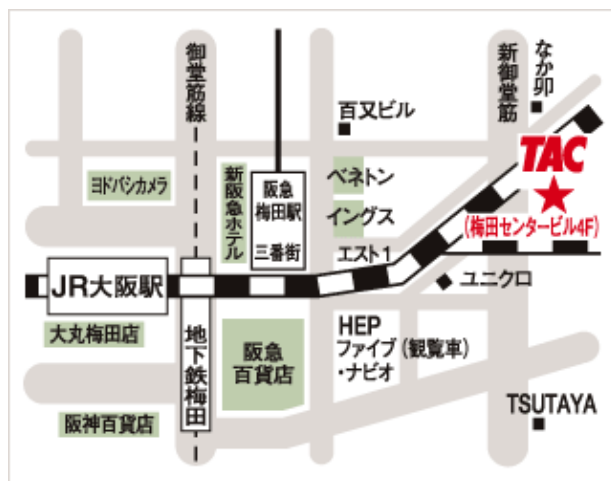 御堂筋線
新御堂筋
なか卯
百又ビル
TAC
(梅田センタービル4F)
ヨドバシカメラ
新阪急ホテル
阪急
梅田駅
三番街
ベネトン
イングス
エスト1
ユニクロ
JR大阪駅
大丸梅田店
地下鉄梅田
阪急
百貨店
HEP
ファイブ(観覧車)
・ナビオ
阪神百貨店
TSUTAYA